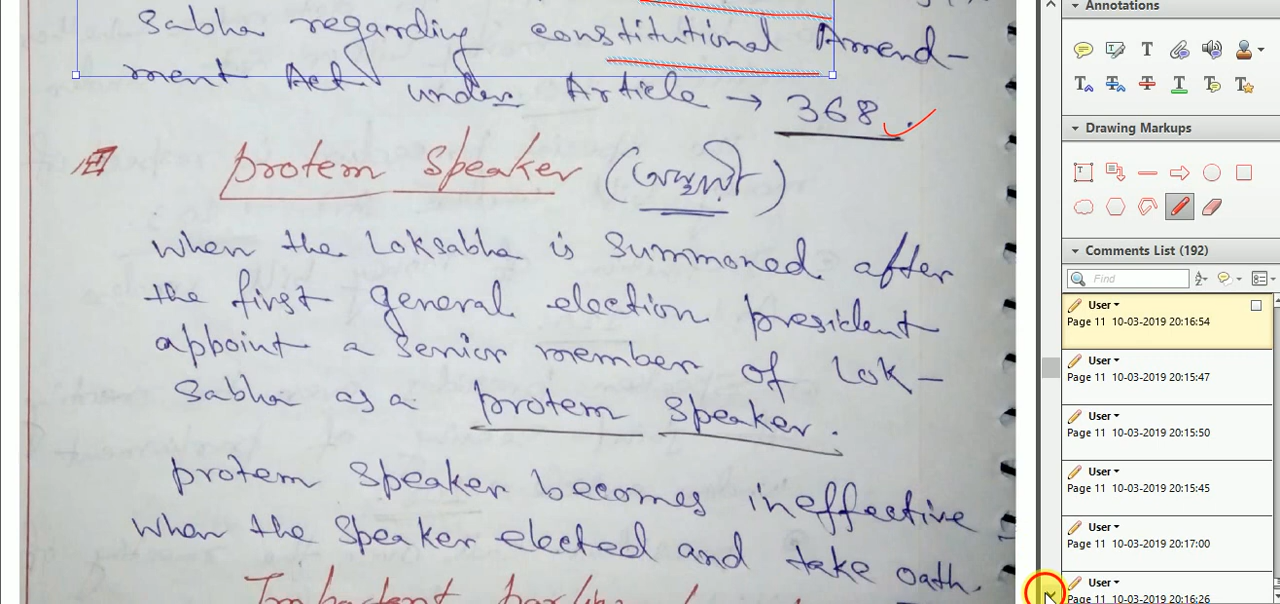 Sabha regarding constitutional Amend-
ment Act under Article → 368.
protem speaker (অস্থায়ী)
when the Loksabha is summoned after
the first general election president
appoint a senior member of Lok-
Sabha as a protem speaker.
protem speaker becomes ineffective
when the speaker elected and take oath.
Annotations
Drawing Markups
Comments List (192)
Find
User
Page 11 10-03-2019 20:16:54
User
Page 11 10-03-2019 20:15:47
User
Page 11 10-03-2019 20:15:50
User
Page 11 10-03-2019 20:15:45
User
Page 11 10-03-2019 20:17:00
User
Page 11 10-03-2019 20:16:26